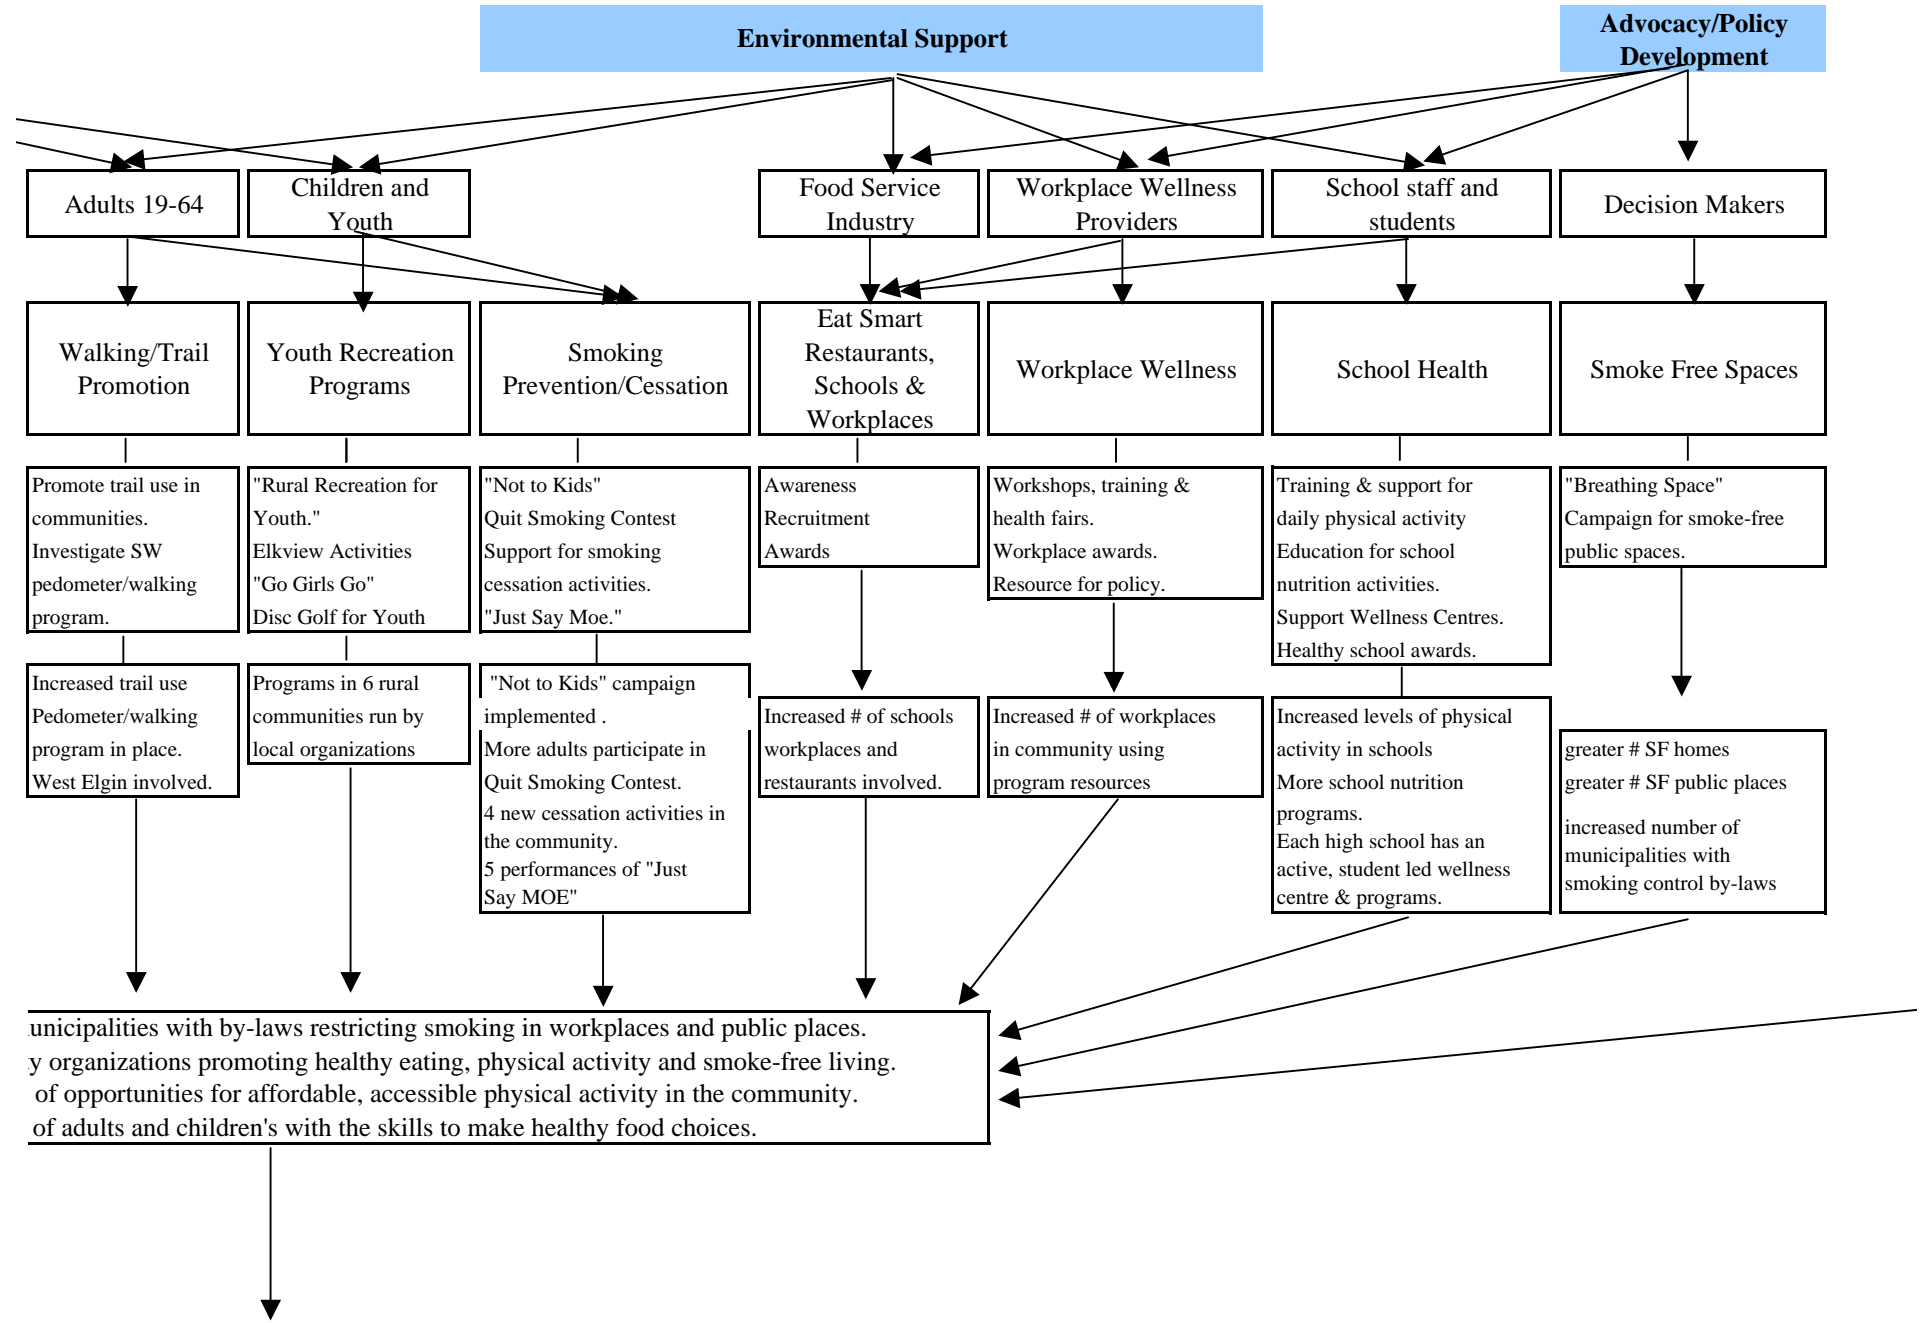 Environmental Support
Advocacy/Policy
Development
Adults 19-64
Children and
Youth
Food Service
Industry
Workplace Wellness
Providers
School staff and
students
Decision Makers
Walking/Trail
Promotion
Youth Recreation
Programs
Smoking
Prevention/Cessation
Eat Smart
Restaurants,
Schools &
Workplaces
Workplace Wellness
School Health
Smoke Free Spaces
Promote trail use in
communities.
Investigate SW
pedometer/walking
program.
"Rural Recreation for
Youth."
Elkview Activities
"Go Girls Go"
Disc Golf for Youth
"Not to Kids"
Quit Smoking Contest
Support for smoking
cessation activities.
"Just Say Moe."
Awareness
Recruitment
Awards
Workshops, training &
health fairs.
Workplace awards.
Resource for policy.
Training & support for
daily physical activity
Education for school
nutrition activities.
Support Wellness Centres.
Healthy school awards.
"Breathing Space"
Campaign for smoke-free
public spaces.
Increased trail use
Pedometer/walking
program in place.
West Elgin involved.
Programs in 6 rural
communities run by
local organizations
"Not to Kids" campaign
implemented .
More adults participate in
Quit Smoking Contest.
4 new cessation activities in
the community.
5 performances of "Just
Say MOE"
Increased # of schools
workplaces and
restaurants involved.
Increased # of workplaces
in community using
program resources
Increased levels of physical
activity in schools
More school nutrition
programs.
Each high school has an
active, student led wellness
centre & programs.
greater # SF homes
greater # SF public places
increased number of
municipalities with
smoking control by-laws
unicipalities with by-laws restricting smoking in workplaces and public places.
y organizations promoting healthy eating, physical activity and smoke-free living.
of opportunities for affordable, accessible physical activity in the community.
of adults and children's with the skills to make healthy food choices.